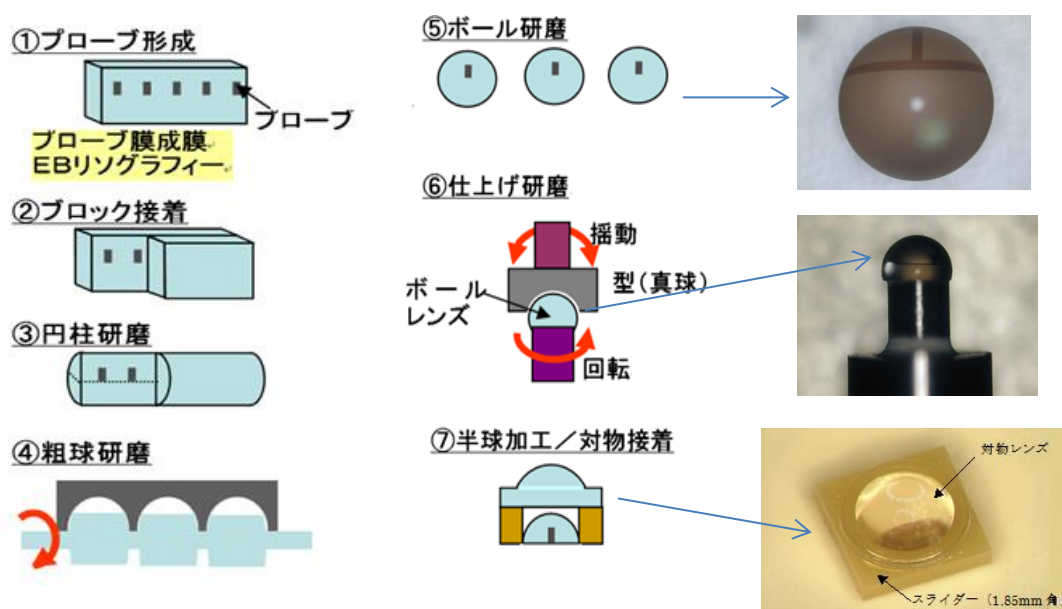 ①プローブ形成
プローブ
プローブ膜成膜
EBリソグラフィー
②ブロック接着
③円柱研磨
④粗球研磨
⑤ボール研磨
⑥仕上げ研磨
揺動
型(真球)
ボール
レンズ
回転
⑦半球加工／対物接着
対物レンズ
スライダー（1.85mm角